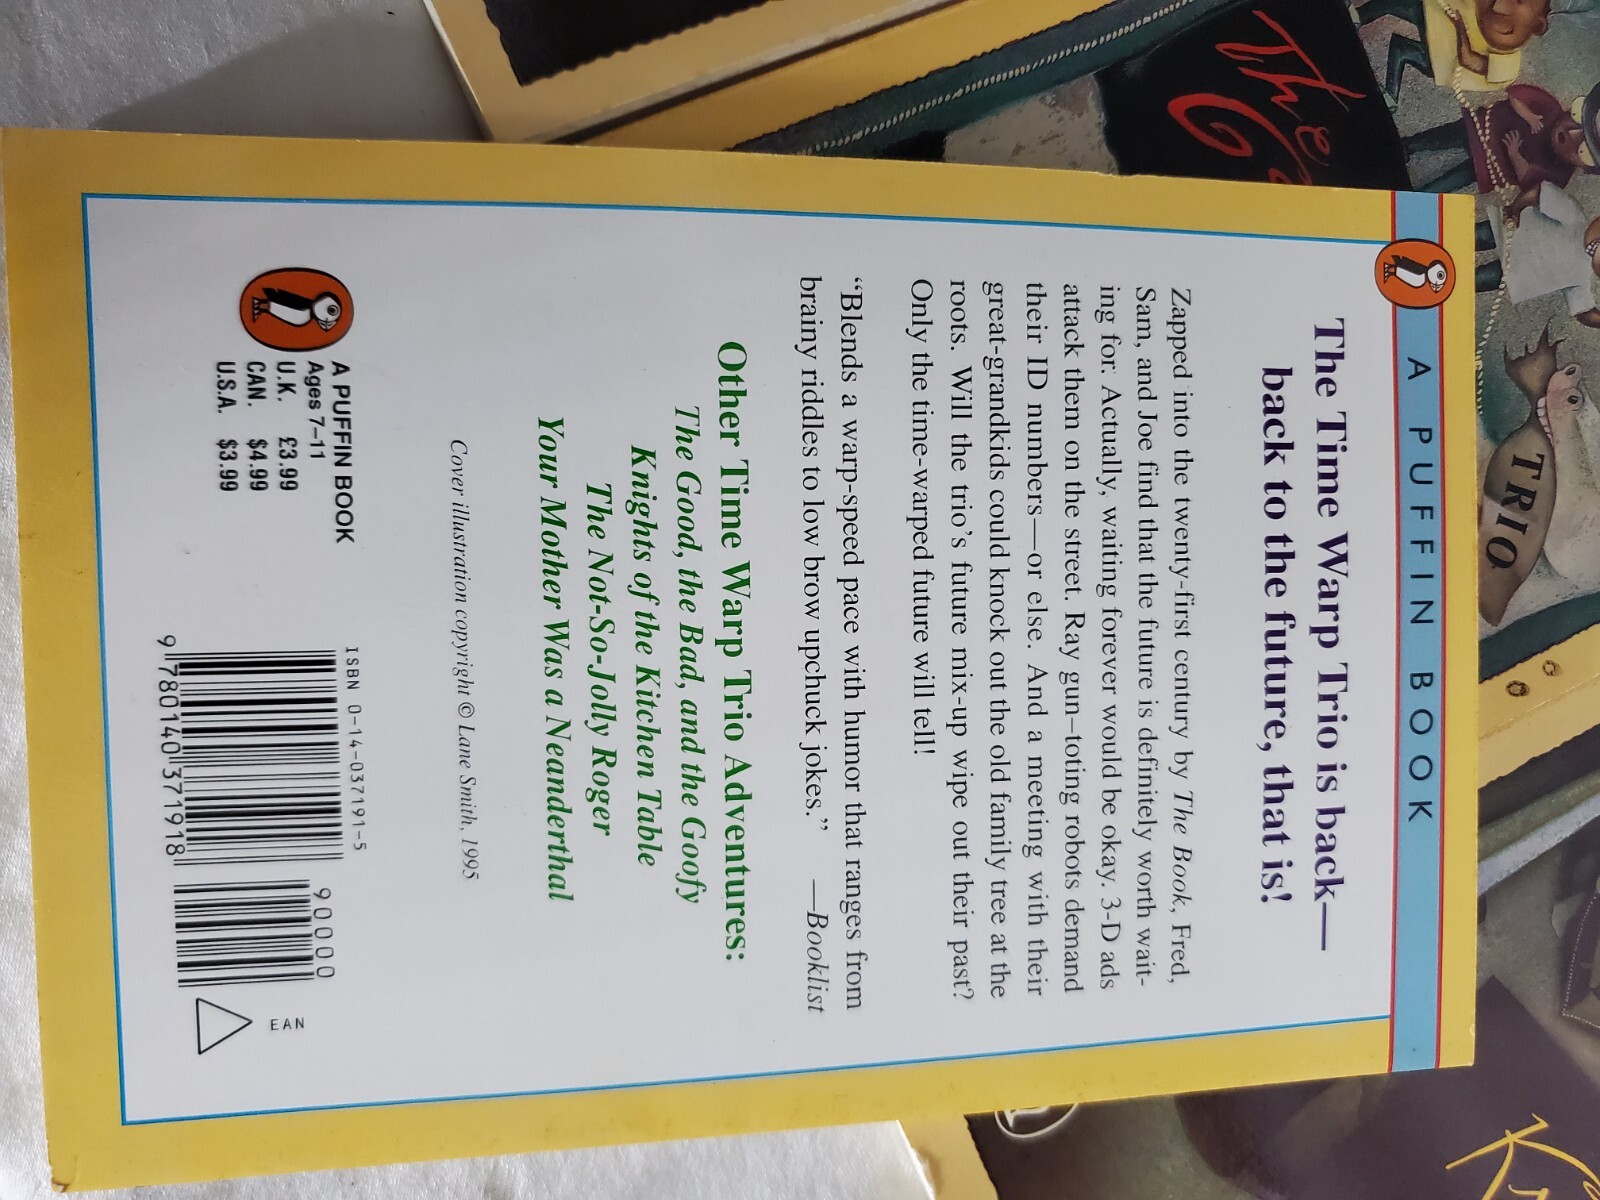 A PUFFIN BOOK
The Time Warp Trio is back—
back to the future, that is!
Zapped into the twenty-first century by The Book, Fred,
Sam, and Joe find that the future is definitely worth wait-
ing for. Actually, waiting forever would be okay. 3-D ads
attack them on the street. Ray gun–toting robots demand
their ID numbers—or else. And a meeting with their
great-grandkids could knock out the old family tree at the
roots. Will the trio's future mix-up wipe out their past?
Only the time-warped future will tell!
“Blends a warp-speed pace with humor that ranges from
brainy riddles to low brow upchuck jokes.” —Booklist
Other Time Warp Trio Adventures:
The Good, the Bad, and the Goofy
Knights of the Kitchen Table
The Not-So-Jolly Roger
Your Mother Was a Neanderthal
Cover illustration copyright © Lane Smith, 1995
A PUFFIN BOOK
Ages 7–11
U.K. £3.99
CAN. $4.99
U.S.A. $3.99
ISBN 0-14-037191-5
90000
9 780140 371918
EAN
The
TRIO